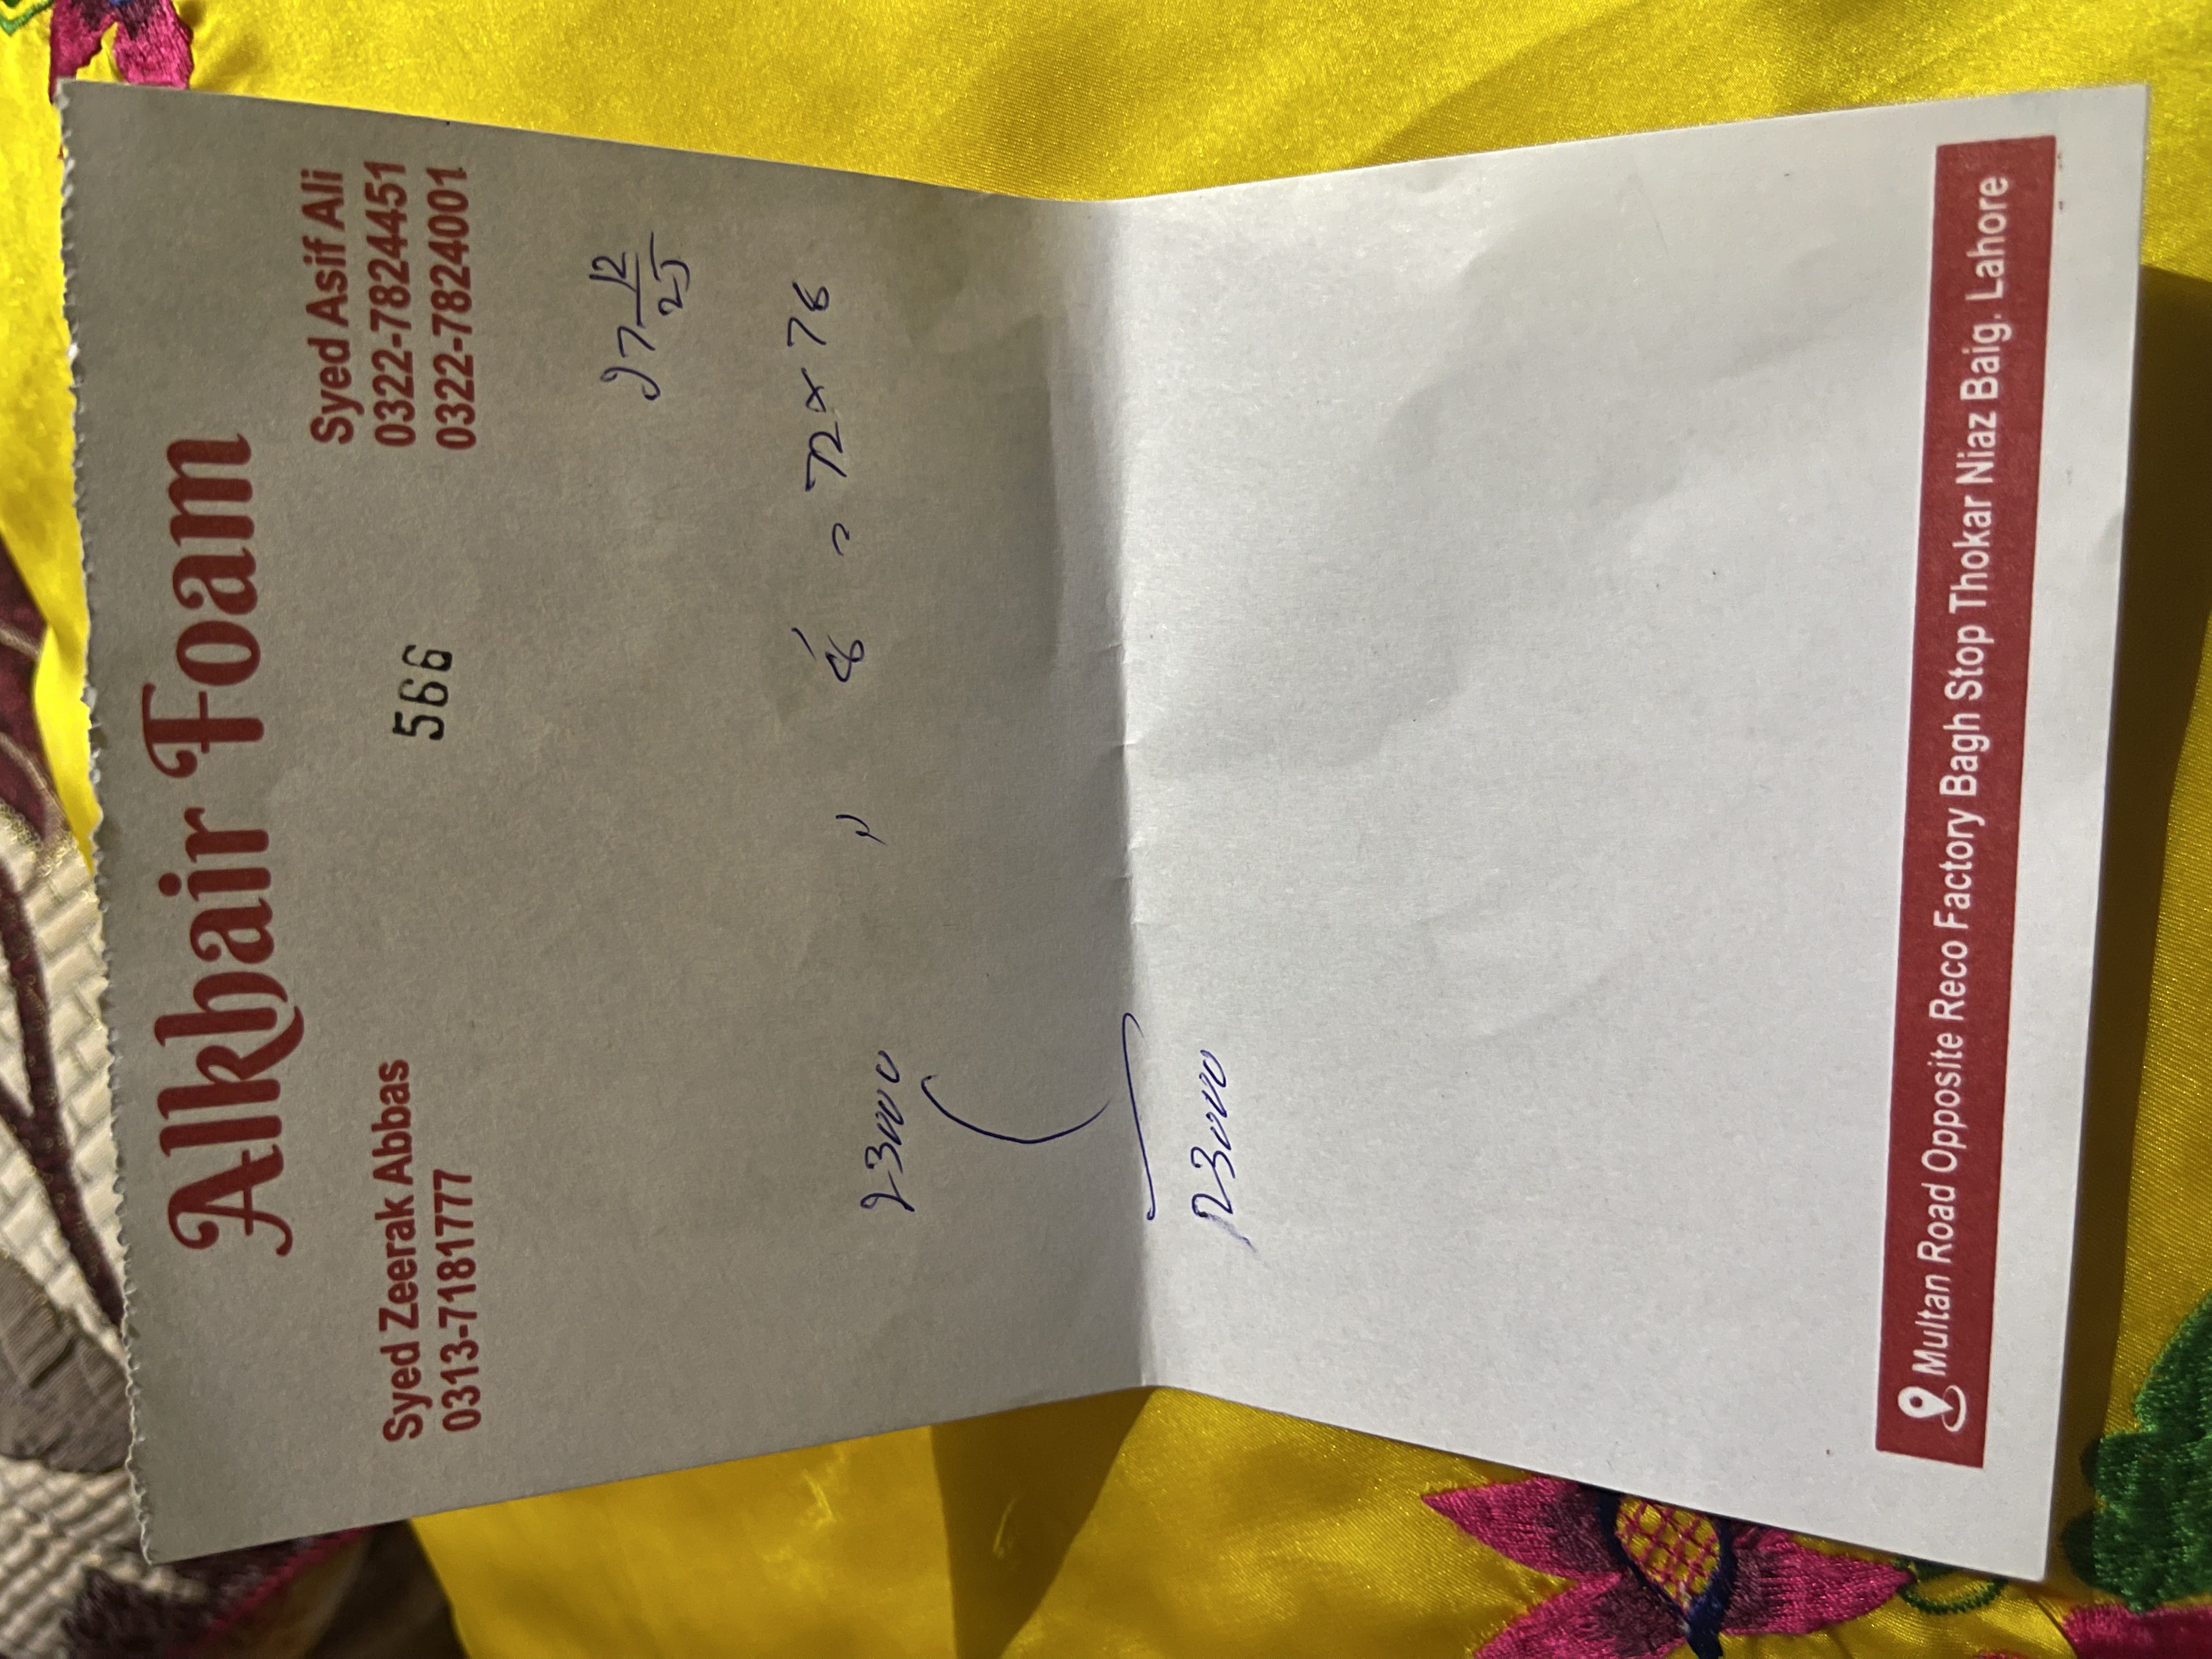 Alkhair Foam
Syed Zeerak Abbas
0313-7181777
Syed Asif Ali
0322-7824451
0322-7824001
566
27 12/25
23000 72 x 78
23000
Multan Road Opposite Reco Factory Bagh Stop Thokar Niaz Baig. Lahore